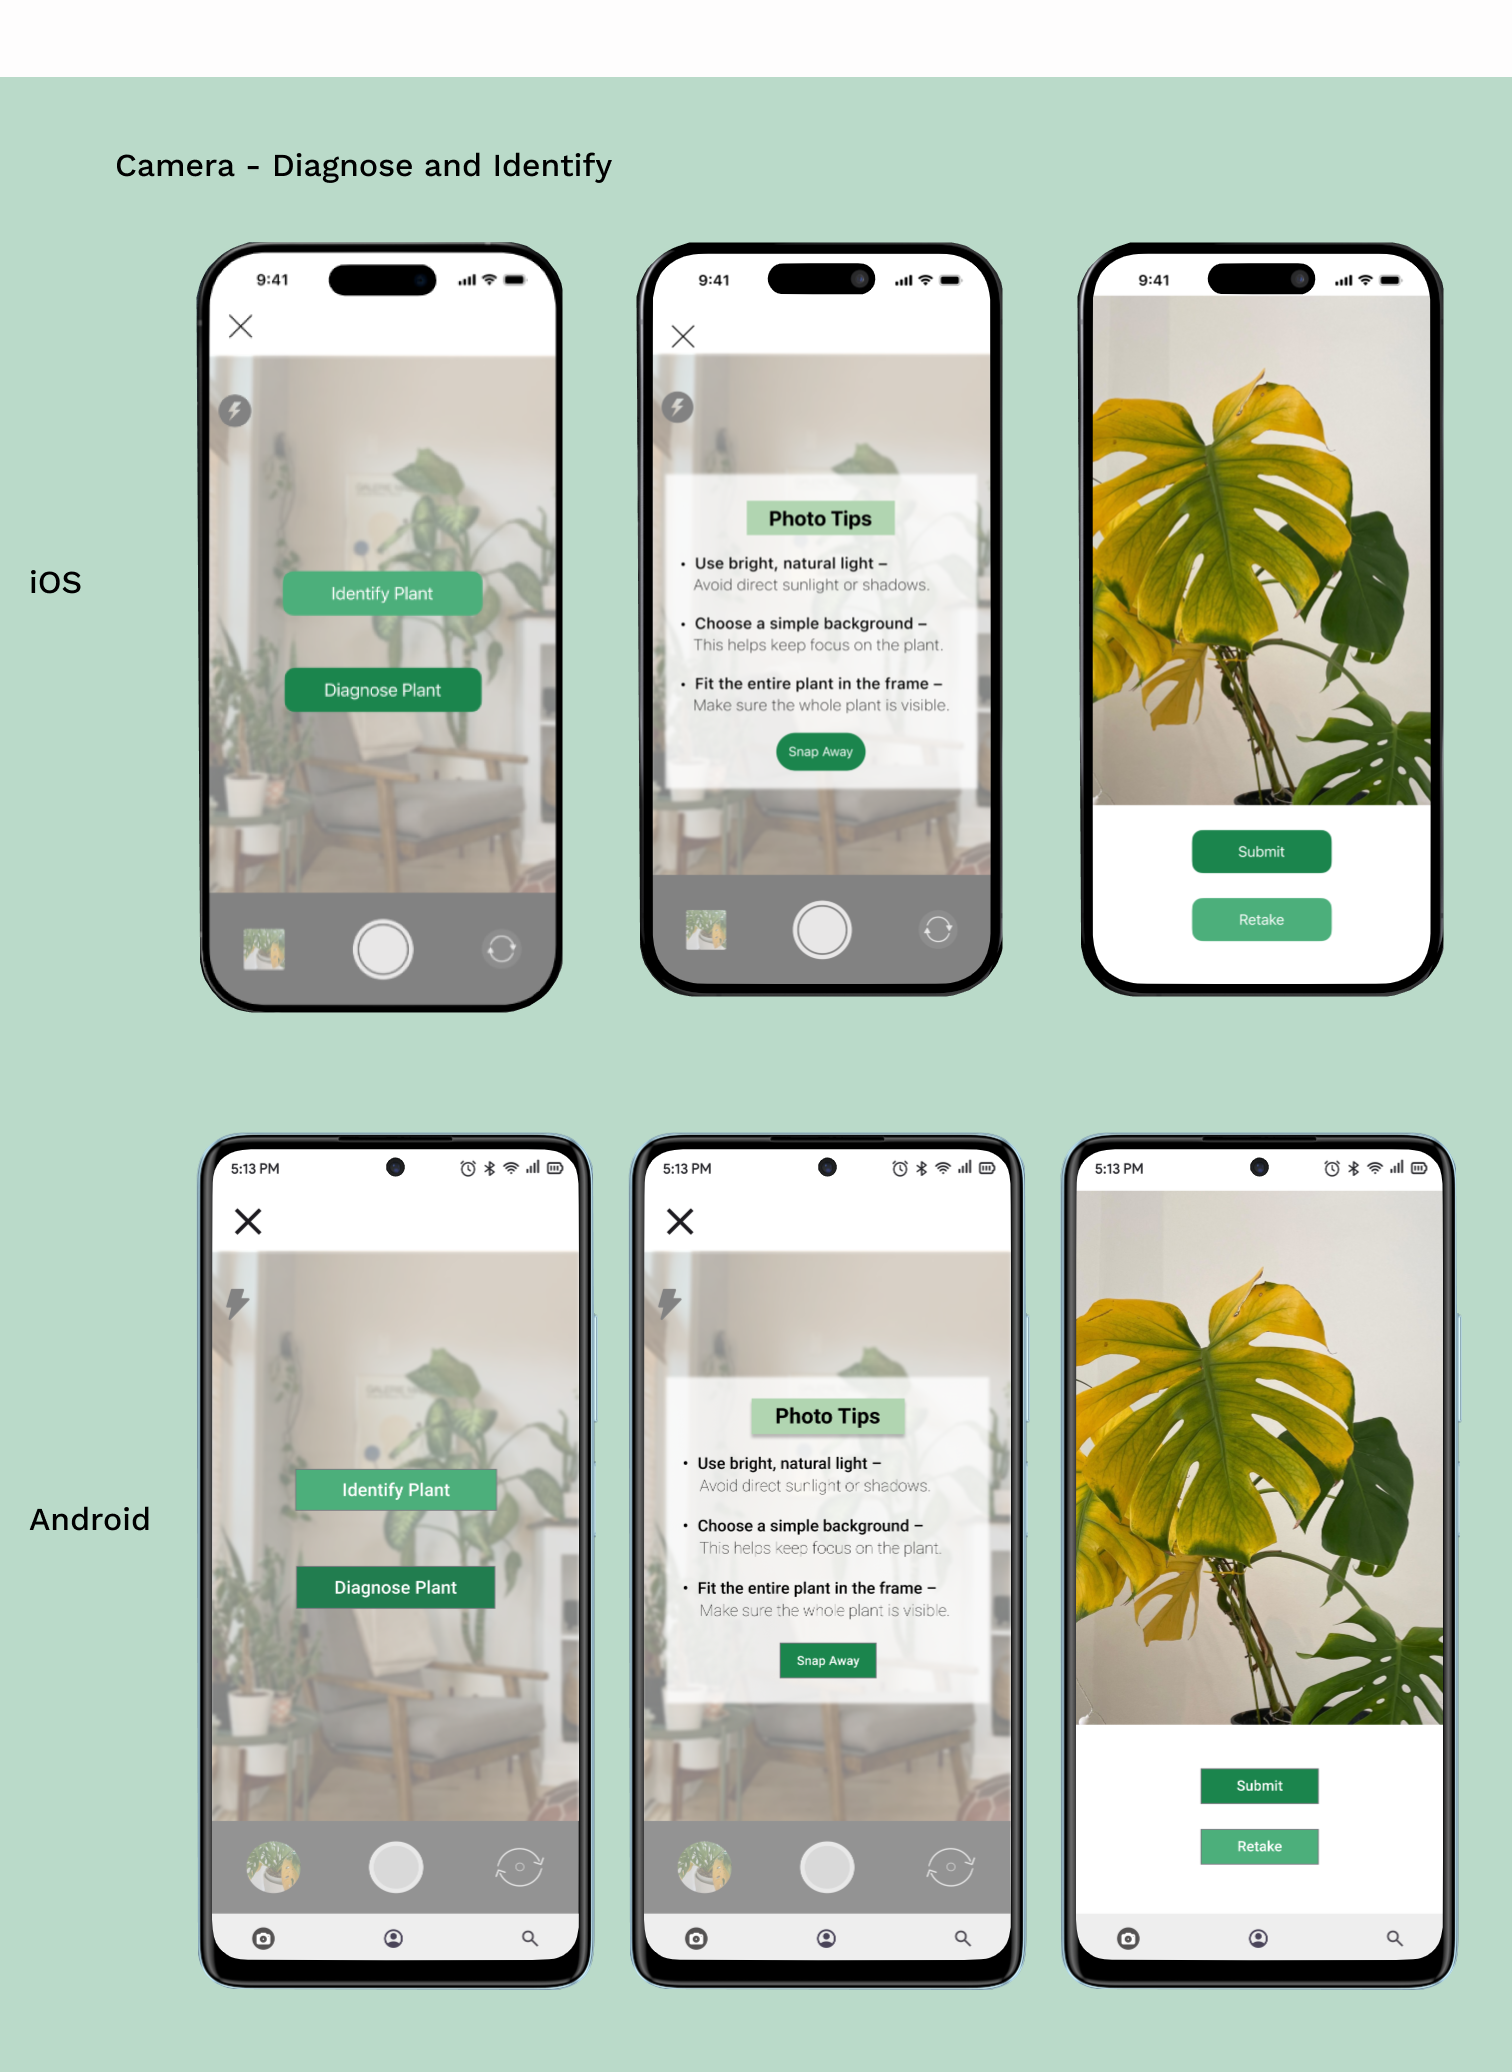 Camera - Diagnose and Identify
iOS
9:41
Identify Plant
Diagnose Plant
9:41
Photo Tips
• Use bright, natural light –
Avoid direct sunlight or shadows.
• Choose a simple background –
This helps keep focus on the plant.
• Fit the entire plant in the frame –
Make sure the whole plant is visible.
Snap Away
9:41
Submit
Retake
Android
5:13 PM
Identify Plant
Diagnose Plant
5:13 PM
Photo Tips
• Use bright, natural light –
Avoid direct sunlight or shadows.
• Choose a simple background –
This helps keep focus on the plant.
• Fit the entire plant in the frame –
Make sure the whole plant is visible.
Snap Away
5:13 PM
Submit
Retake